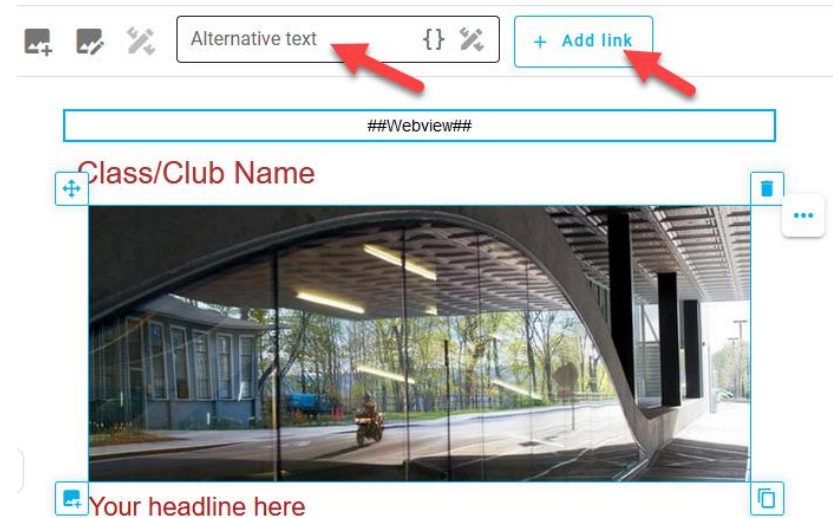 Alternative text {} + Add link
##Webview##
Class/Club Name
Your headline here